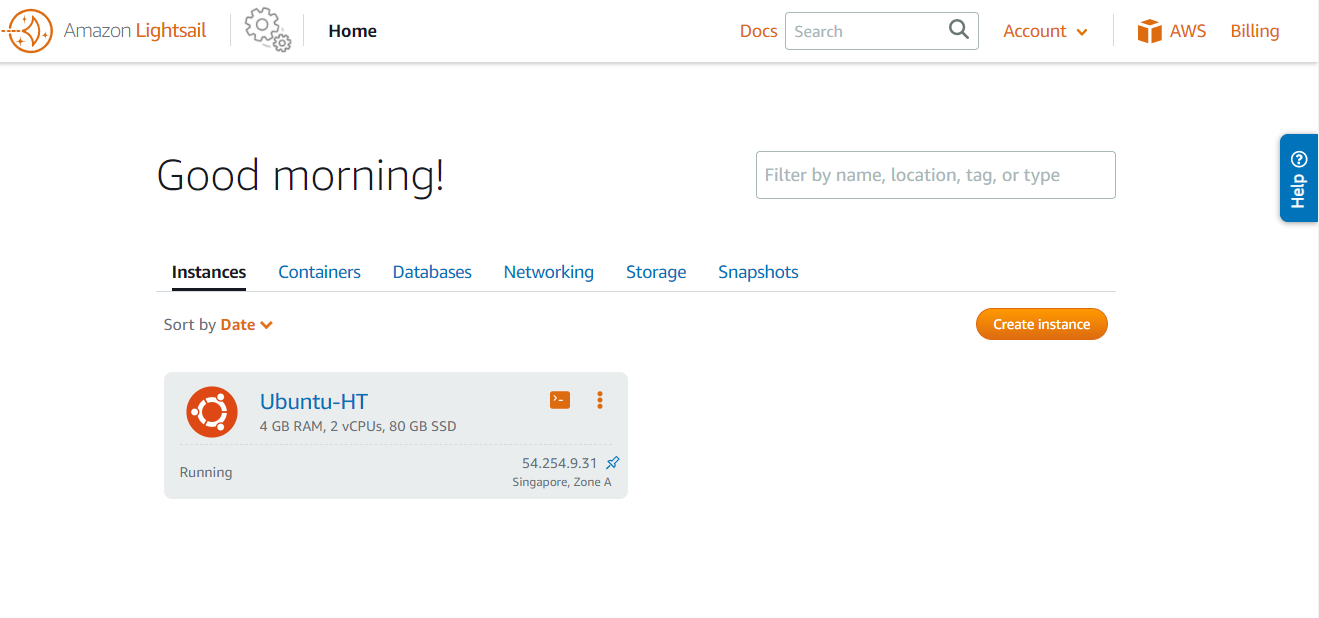 Amazon Lightsail Home Docs Search Account AWS Billing
Good morning!
Filter by name, location, tag, or type
Help
Instances Containers Databases Networking Storage Snapshots
Sort by Date
Create instance
Ubuntu-HT
4 GB RAM, 2 vCPUs, 80 GB SSD
Running
54.254.9.31
Singapore, Zone A